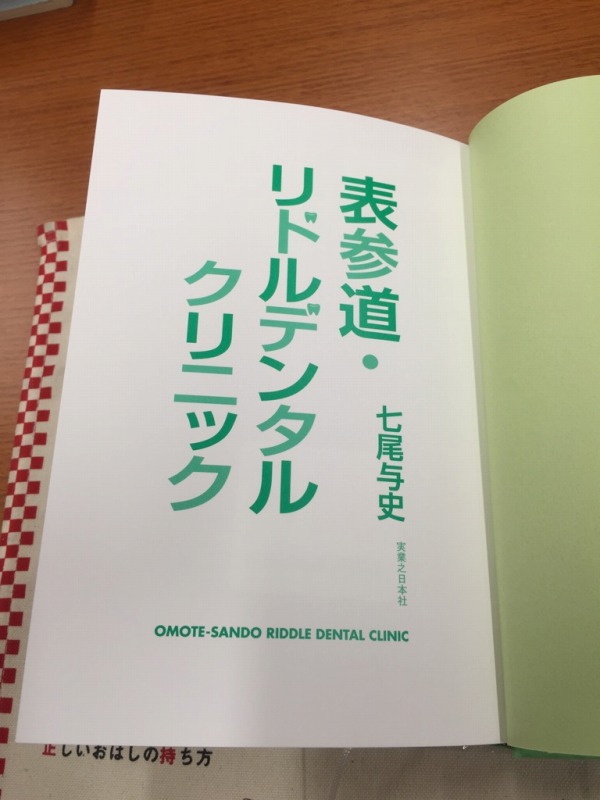 表参道・
リドルデンタル
クリニック
七尾与史
実業之日本社
OMOTE-SANDO RIDDLE DENTAL CLINIC
正しいおはしの持ち方